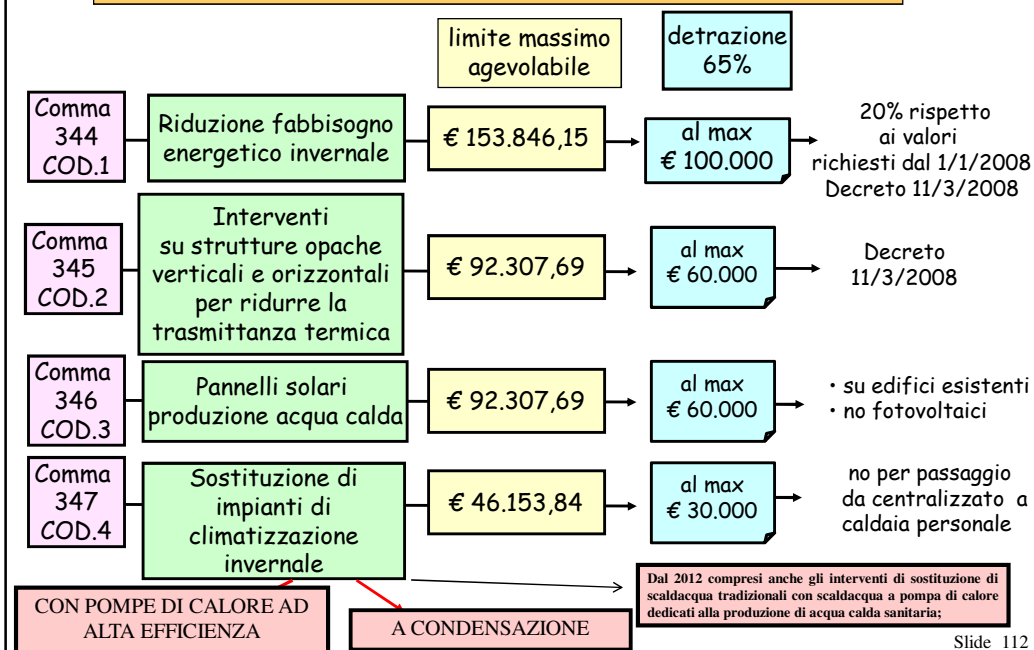 limite massimo
agevolabile
detrazione
65%
Comma
344
COD.1
Riduzione fabbisogno
energetico invernale
€ 153.846,15
al max
€ 100.000
20% rispetto
ai valori
richiesti dal 1/1/2008
Decreto 11/3/2008
Comma
345
COD.2
Interventi
su strutture opache
verticali e orizzontali
per ridurre la
trasmittanza termica
€ 92.307,69
al max
€ 60.000
Decreto
11/3/2008
Comma
346
COD.3
Pannelli solari
produzione acqua calda
€ 92.307,69
al max
€ 60.000
• su edifici esistenti
• no fotovoltaici
Comma
347
COD.4
Sostituzione di
impianti di
climatizzazione
invernale
€ 46.153,84
al max
€ 30.000
no per passaggio
da centralizzato a
caldaia personale
CON POMPE DI CALORE AD
ALTA EFFICIENZA
A CONDENSAZIONE
Dal 2012 compresi anche gli interventi di sostituzione di
scaldacqua tradizionali con scaldacqua a pompa di calore
dedicati alla produzione di acqua calda sanitaria;
Slide 112